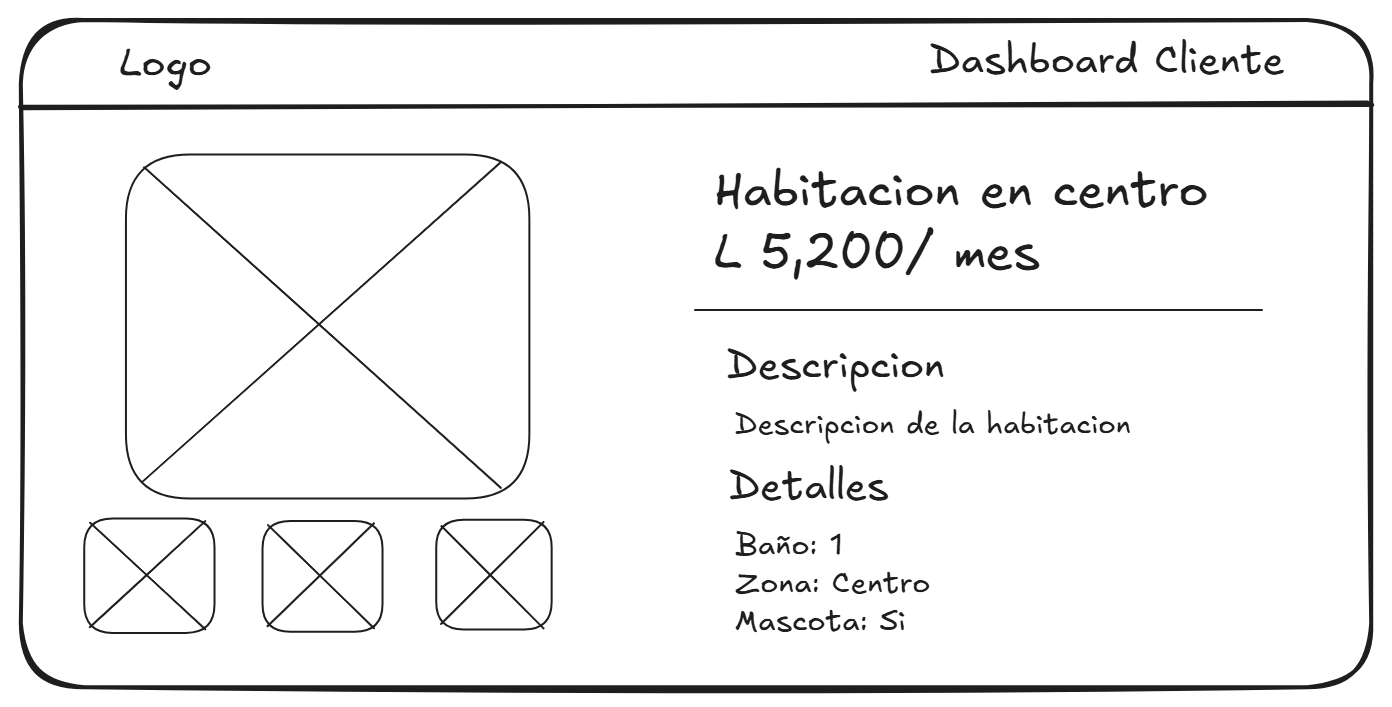 Logo
Dashboard Cliente
Habitacion en centro
L 5,200/ mes
Descripcion
Descripcion de la habitacion
Detalles
Baño: 1
Zona: Centro
Mascota: Si